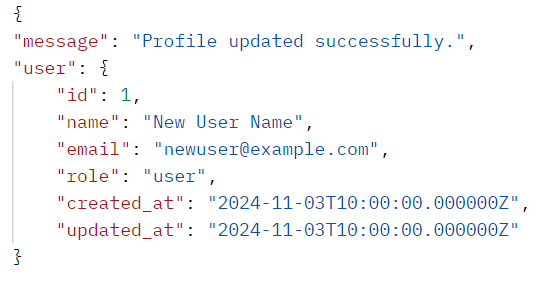 {
"message": "Profile updated successfully.",
"user": {
    "id": 1,
    "name": "New User Name",
    "email": "newuser@example.com",
    "role": "user",
    "created_at": "2024-11-03T10:00:00.000000Z",
    "updated_at": "2024-11-03T10:00:00.000000Z"
}